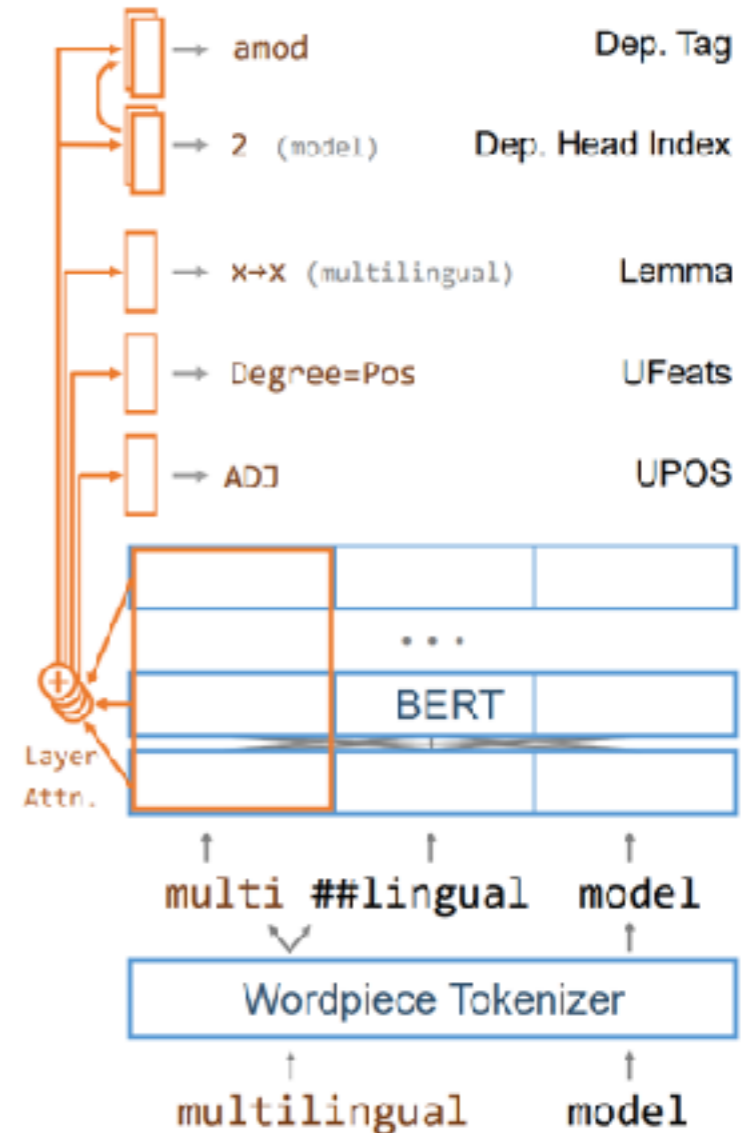 amod Dep. Tag
2 (model) Dep. Head Index
x→x (multilingual) Lemma
Degree=Pos UFeats
ADJ UPOS
...
+ BERT
Layer
Attn.
multi ##lingual model
Wordpiece Tokenizer
multilingual model